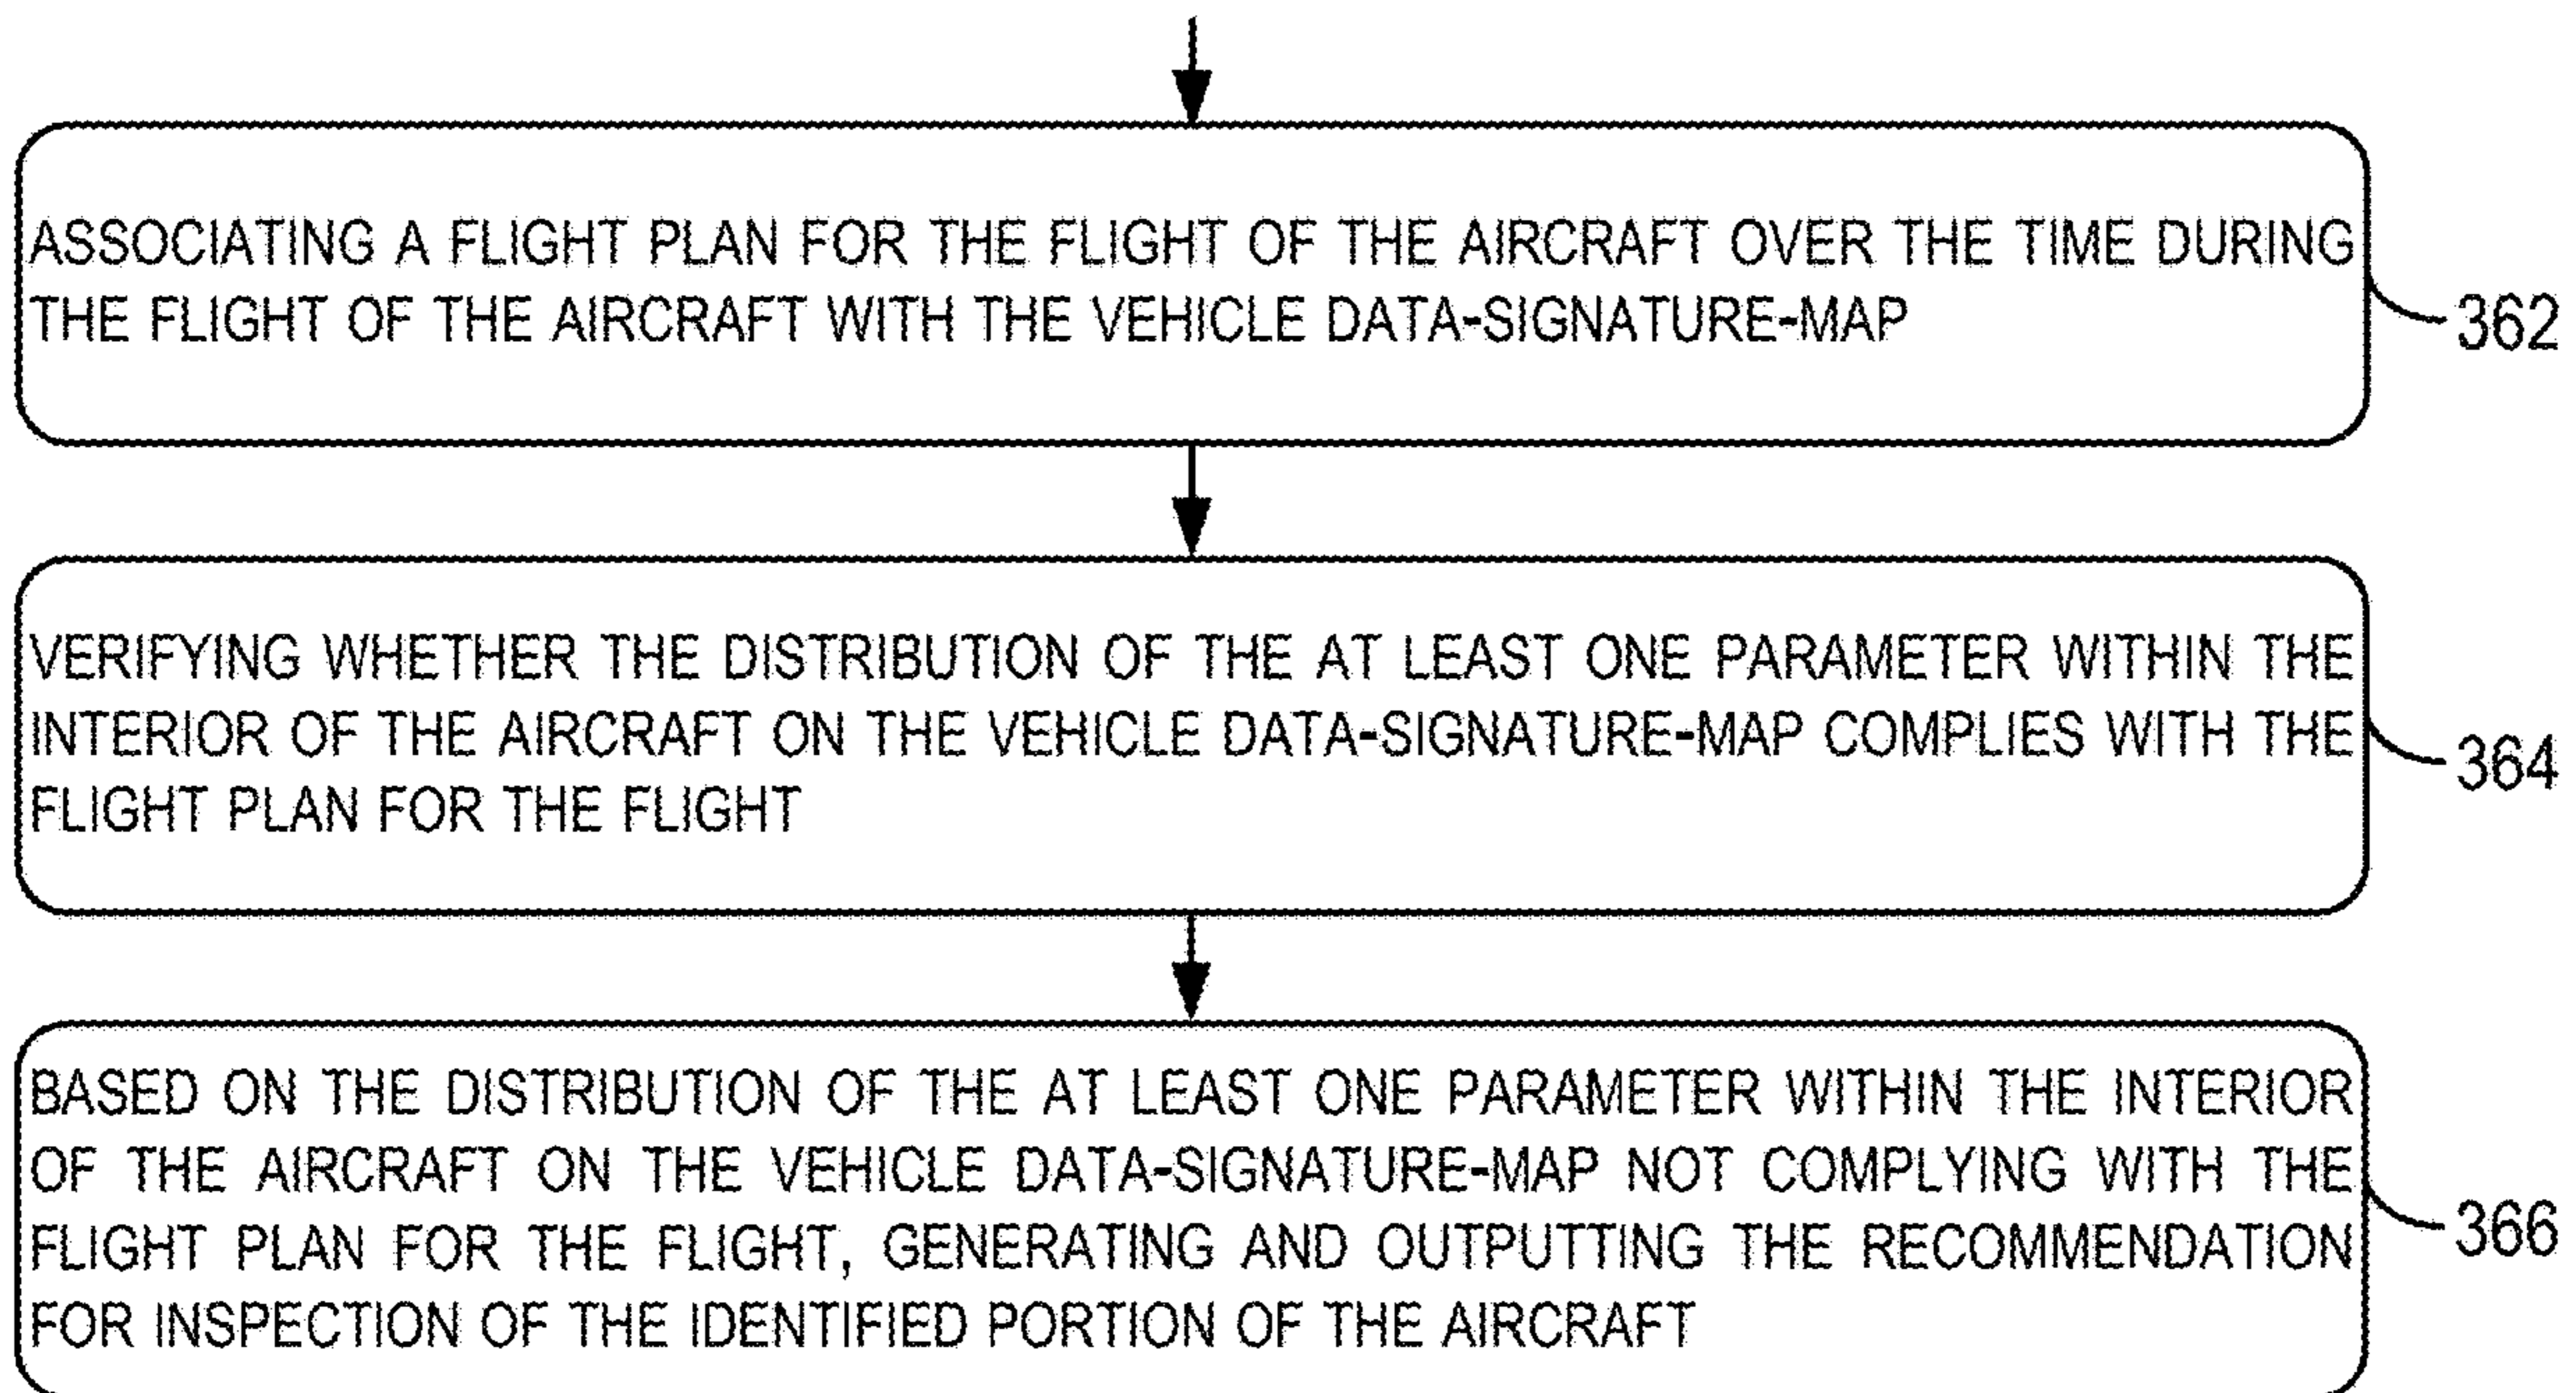 ASSOCIATING A FLIGHT PLAN FOR THE FLIGHT OF THE AIRCRAFT OVER THE TIME DURING
THE FLIGHT OF THE AIRCRAFT WITH THE VEHICLE DATA-SIGNATURE-MAP
362
VERIFYING WHETHER THE DISTRIBUTION OF THE AT LEAST ONE PARAMETER WITHIN THE
INTERIOR OF THE AIRCRAFT ON THE VEHICLE DATA-SIGNATURE-MAP COMPLIES WITH THE
FLIGHT PLAN FOR THE FLIGHT
364
BASED ON THE DISTRIBUTION OF THE AT LEAST ONE PARAMETER WITHIN THE INTERIOR
OF THE AIRCRAFT ON THE VEHICLE DATA-SIGNATURE-MAP NOT COMPLYING WITH THE
FLIGHT PLAN FOR THE FLIGHT, GENERATING AND OUTPUTTING THE RECOMMENDATION
FOR INSPECTION OF THE IDENTIFIED PORTION OF THE AIRCRAFT
366